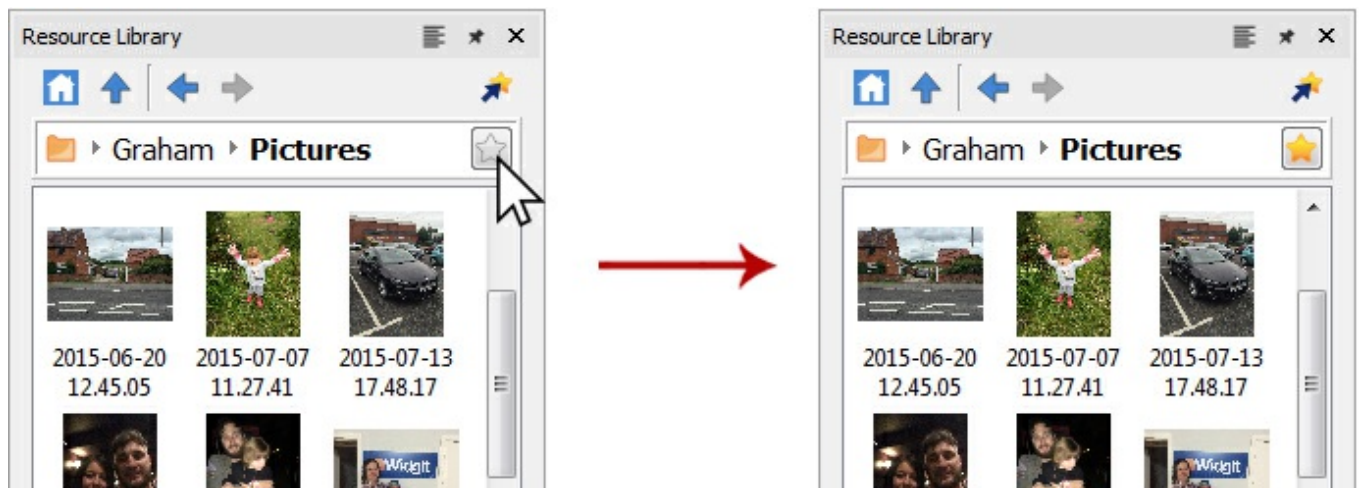 Resource Library
Graham Pictures
2015-06-20 2015-07-07 2015-07-13
12.45.05 11.27.41 17.48.17
Widgit
Resource Library
Graham Pictures
2015-06-20 2015-07-07 2015-07-13
12.45.05 11.27.41 17.48.17
Widgit